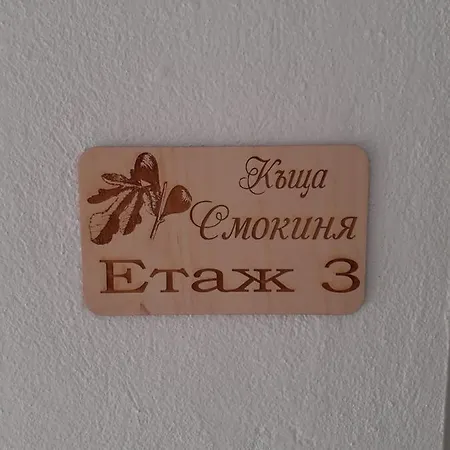 Къща
Смокиня
Етаж 3